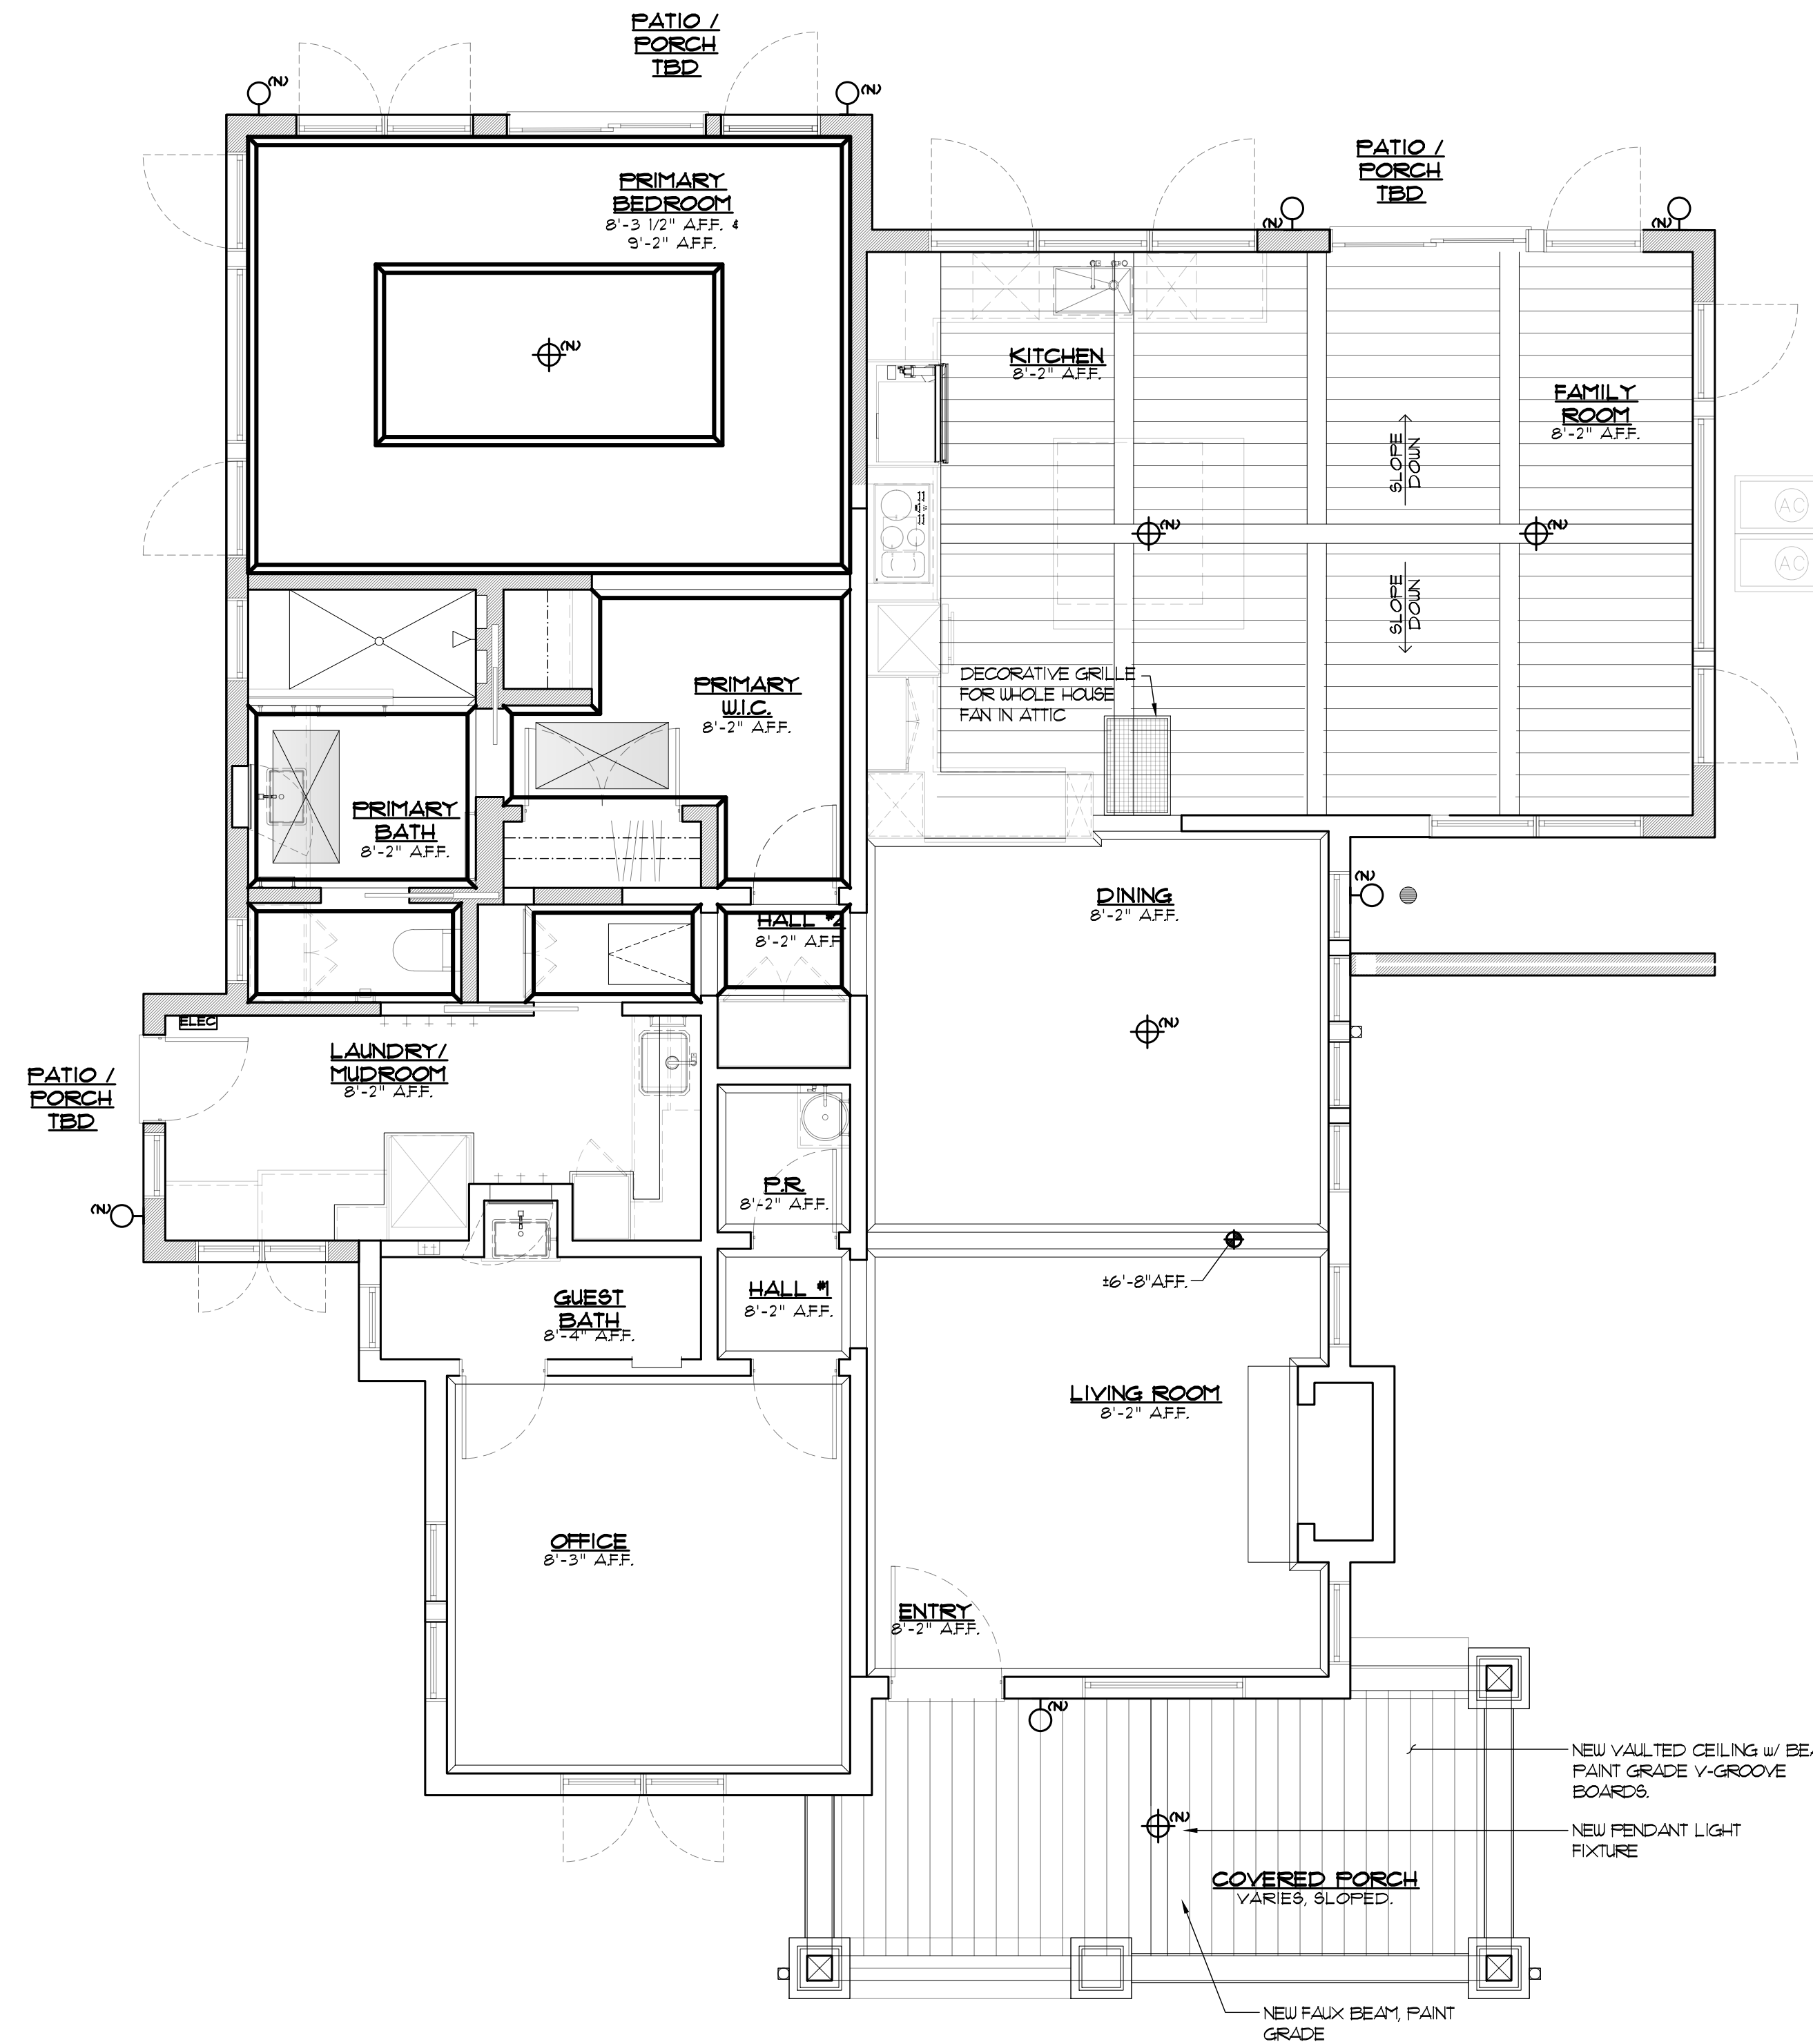 PATIO /
PORCH
TBD
(N)
(N)
PRIMARY
BEDROOM
8'-3 1/2" A.F.F. &
9'-2" A.F.F.
(N)
PATIO /
PORCH
TBD
(N)
(N)
KITCHEN
8'-2" A.F.F.
FAMILY
ROOM
8'-2" A.F.F.
SLOPE
DOWN
AC
(N)
(N)
AC
SLOPE
DOWN
DECORATIVE GRILLE
FOR WHOLE HOUSE
FAN IN ATTIC
PRIMARY
W.I.C.
8'-2" A.F.F.
PRIMARY
BATH
8'-2" A.F.F.
DINING
8'-2" A.F.F.
(N)
HALL #2
8'-2" A.F.F.
(N)
ELEC
LAUNDRY/
MUDROOM
8'-2" A.F.F.
PATIO /
PORCH
TBD
(N)
P.R.
8'-2" A.F.F.
±6'-8"A.F.F.
HALL #1
8'-2" A.F.F.
GUEST
BATH
8'-4" A.F.F.
LIVING ROOM
8'-2" A.F.F.
OFFICE
8'-3" A.F.F.
ENTRY
8'-2" A.F.F.
(N)
NEW VAULTED CEILING w/
PAINT GRADE V-GROOVE
BOARDS.
(N)
NEW PENDANT LIGHT
FIXTURE
COVERED PORCH
VARIES, SLOPED.
NEW FAUX BEAM, PAINT
GRADE